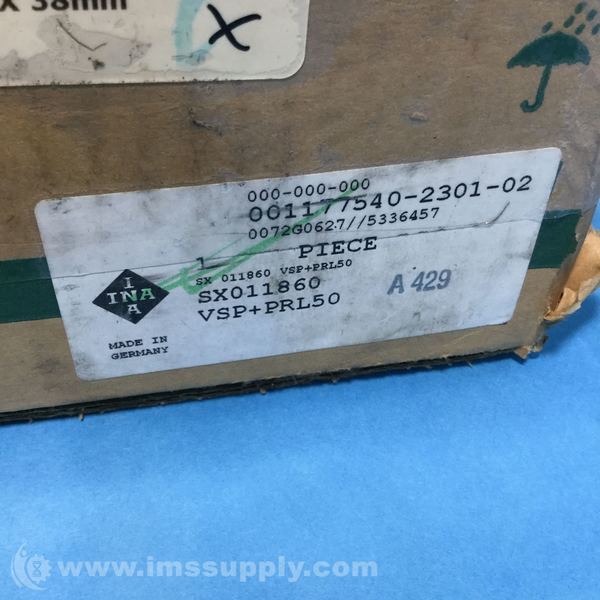 X 38mm
X
000-000-000
001177540-2301-02
0072G0627//5336457
1 PIECE
SX 011860 VSP+PRL50
SX011860
VSP+PRL50
A 429
INA
MADE IN
GERMANY
www.imssupply.com